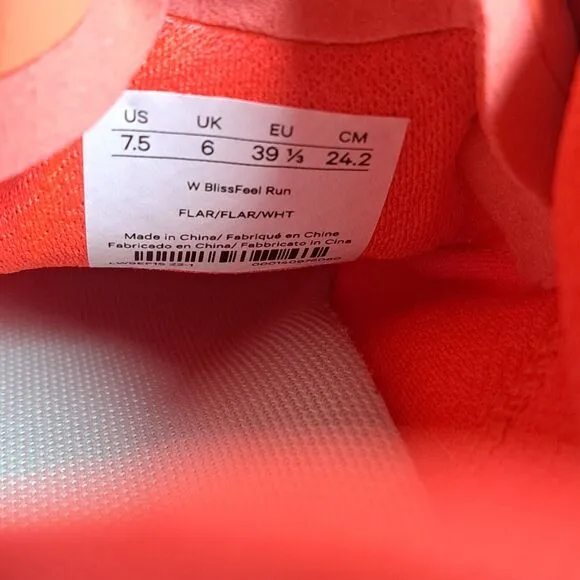 US UK EU CM
7.5 6 39 ⅓ 24.2
W BlissFeel Run
FLAR/FLAR/WHT
Made in China/ Fabriqué en Chine
Fabricado en China/ Fabbricato in Cina